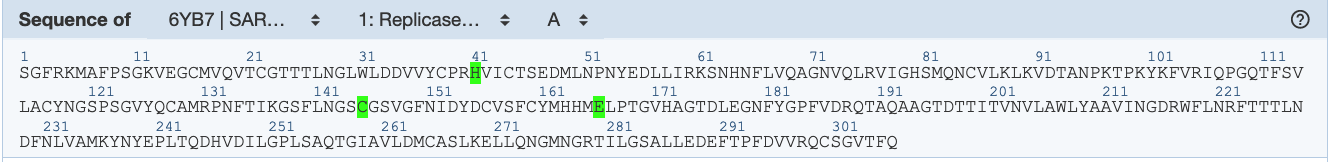 Sequence of 6YB7 | SAR... 1: Replicase... A ?
1 11 21 31 41 51 61 71 81 91 101 111
SGFRKMAFPSGKVEGCMVQVTCGTTTLNGLWLDDVVYCPRHVICTSEDMLNPNYEDLLIRKSNHNFLVQAGNVQLRVIGHSMQNCVLKLKVDTANPKTPKYKFVRIQPGQTFSV
121 131 141 151 161 171 181 191 201 211 221
LACYNGSPSGVYQCAMRPNFTIKGSFLNGSCGSVGFNIDYDCVSFCYMHHMELPTGVHAGTDLEGNFYGPFVDRQTAQAAGTDTTITVNVLAWLYAAVINGDRWFLNRFTTTLN
231 241 251 261 271 281 291 301
DFNLVAMKYNYEPLTQDHVDILGPLSAQTGIAVLDMCASLKELLQNGMNGRTILGSALLEDEFTPFDVVRQCSGVTFQ